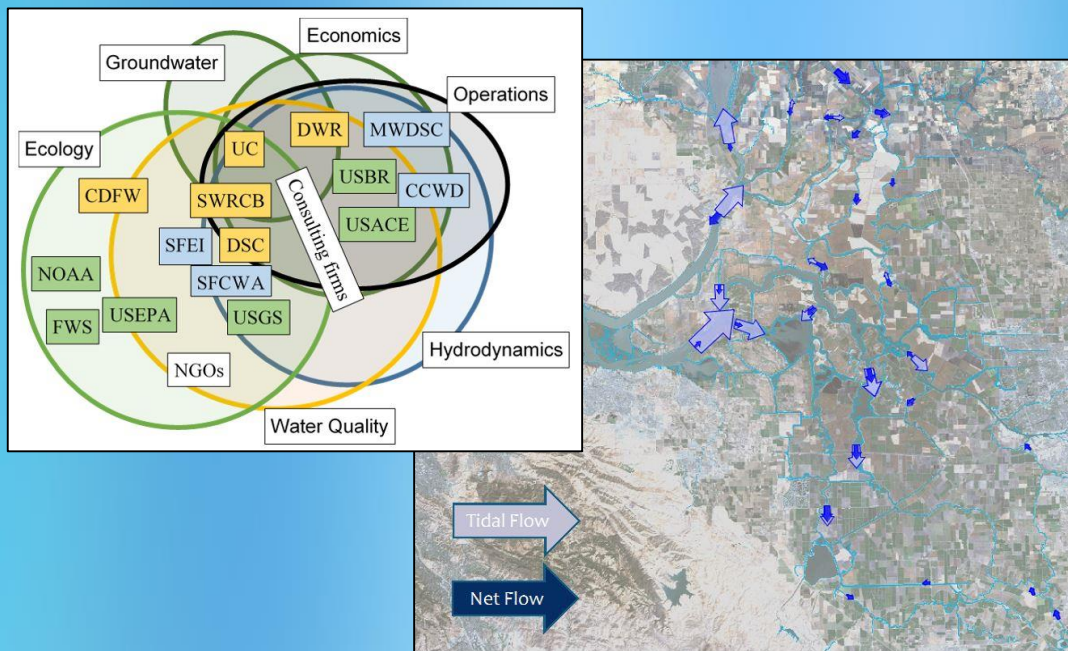 Economics
Groundwater
Operations
DWR
MWDSC
UC
Ecology
USBR
CDFW
CCWD
SWRCB
Consulting firms
USACE
SFEI
DSC
NOAA
SFCWA
USEPA
USGS
FWS
Hydrodynamics
NGOs
Water Quality
Tidal Flow
Net Flow